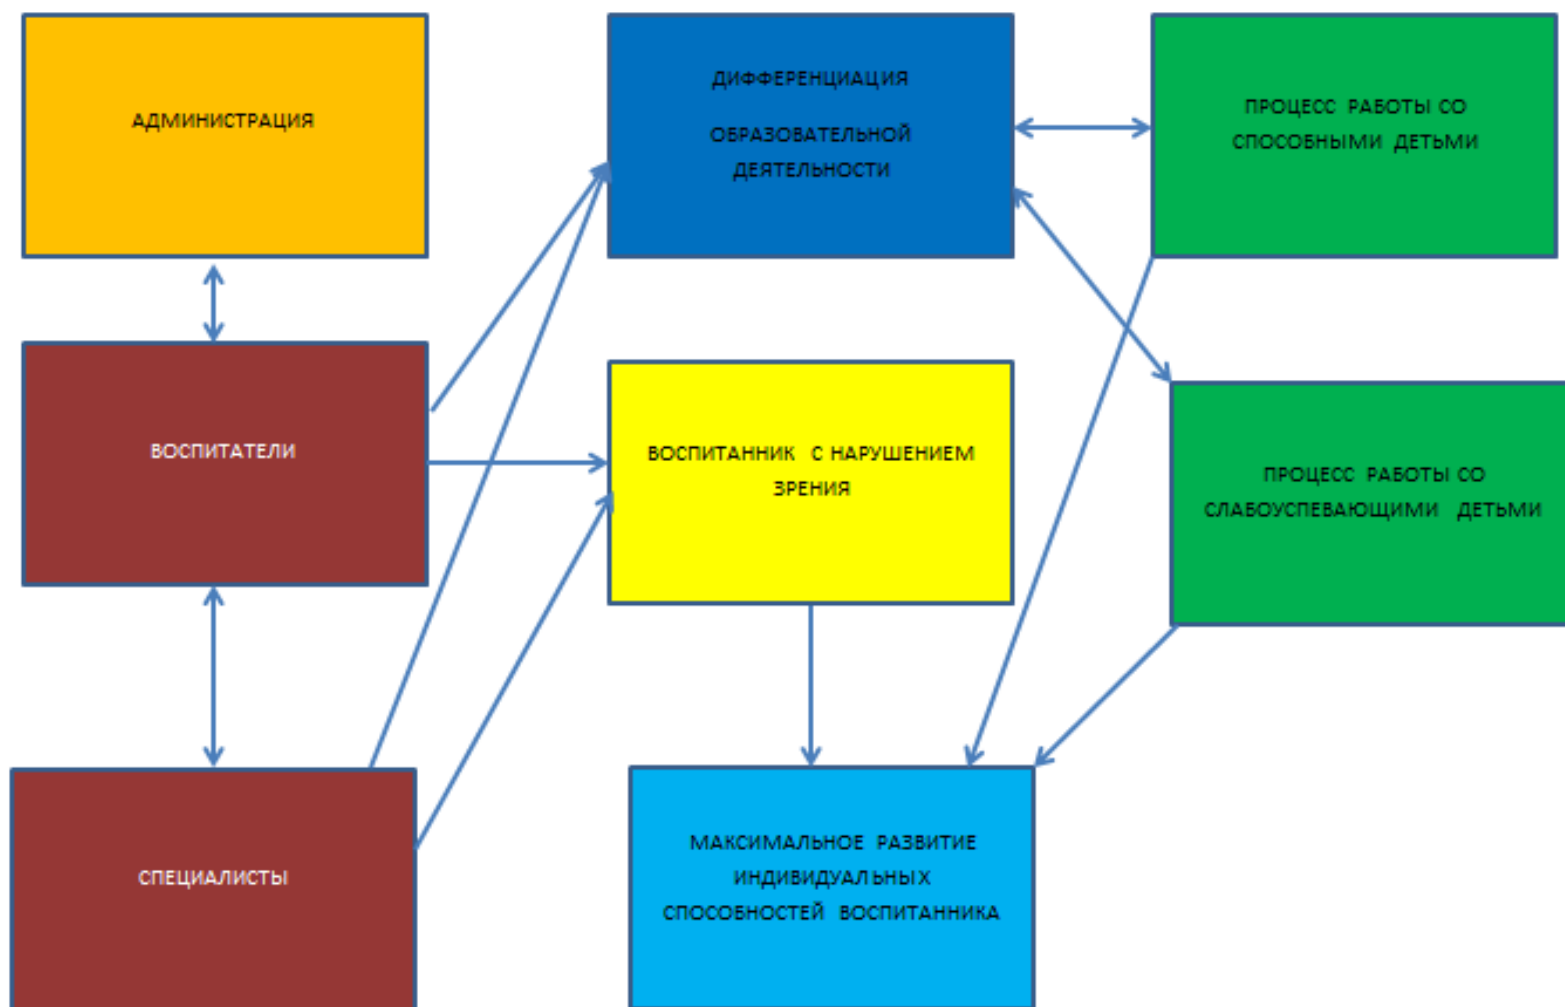 АДМИНИСТРАЦИЯ
ДИФФЕРЕНЦИАЦИЯ
ОБРАЗОВАТЕЛЬНОЙ
ДЕЯТЕЛЬНОСТИ
ПРОЦЕСС РАБОТЫ СО
СПОСОБНЫМИ ДЕТЬМИ
ВОСПИТАТЕЛИ
ВОСПИТАННИК С НАРУШЕНИЕМ
ЗРЕНИЯ
ПРОЦЕСС РАБОТЫ СО
СЛАБОУСПЕВАЮЩИМИ ДЕТЬМИ
СПЕЦИАЛИСТЫ
МАКСИМАЛЬНОЕ РАЗВИТИЕ
ИНДИВИДУАЛЬНЫХ
СПОСОБНОСТЕЙ ВОСПИТАННИКА